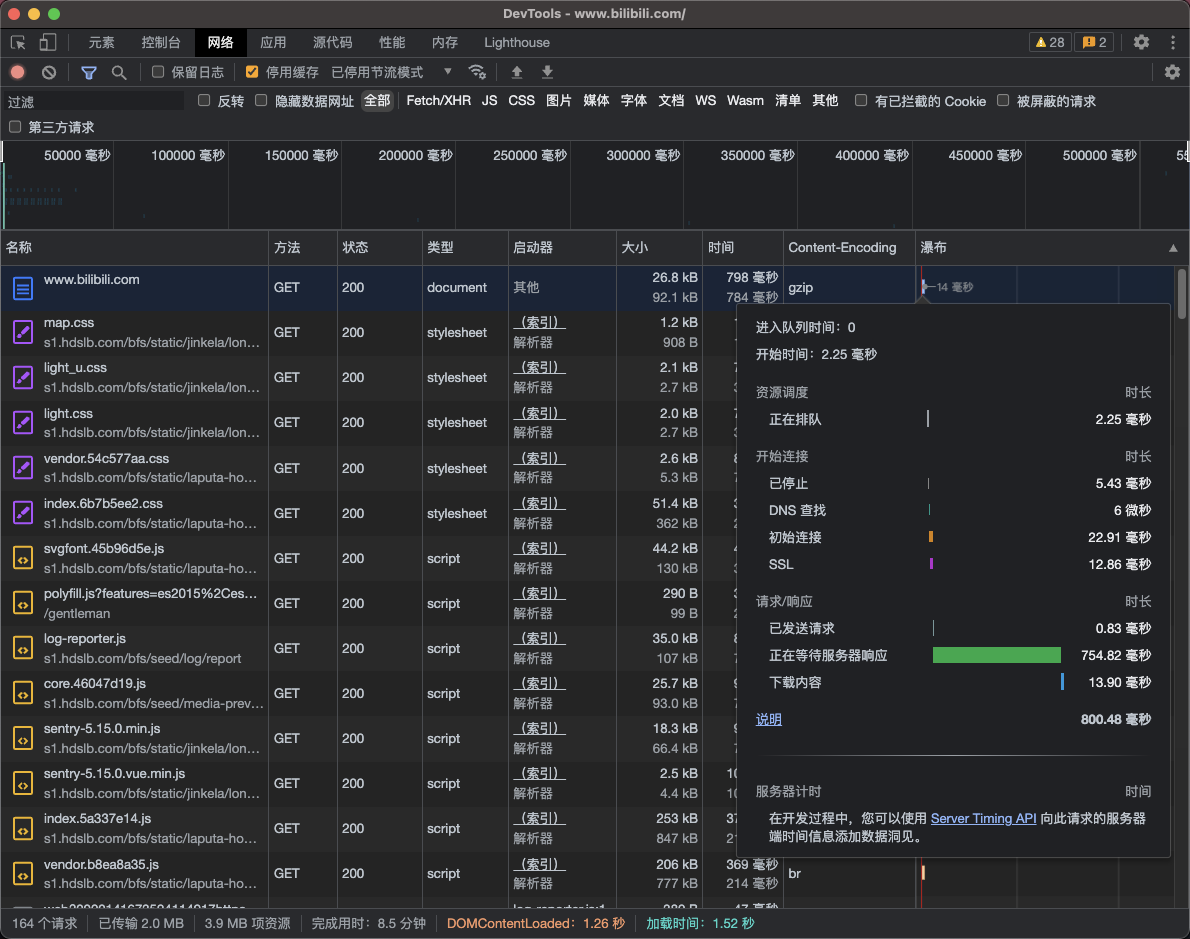 DevTools - www.bilibili.com/
元素 控制台 网络 应用 源代码 性能 内存 Lighthouse 28 2
保留日志 停用缓存 已停用节流模式
过滤 反转 隐藏数据网址 全部 Fetch/XHR JS CSS 图片 媒体 字体 文档 WS Wasm 清单 其他 有已拦截的 Cookie 被屏蔽的请求
第三方请求
50000 毫秒 100000 毫秒 150000 毫秒 200000 毫秒 250000 毫秒 300000 毫秒 350000 毫秒 400000 毫秒 450000 毫秒 500000 毫秒
名称 方法 状态 类型 启动器 大小 时间 Content-Encoding 瀑布
www.bilibili.com GET 200 document 其他 26.8 kB 798 毫秒 gzip 14 毫秒
92.1 kB 784 毫秒
map.css GET 200 stylesheet （索引） 1.2 kB
s1.hdslb.com/bfs/static/jinkela/lon… 解析器 908 B
light_u.css GET 200 stylesheet （索引） 2.1 kB
s1.hdslb.com/bfs/static/jinkela/lon… 解析器 2.7 kB
light.css GET 200 stylesheet （索引） 2.0 kB
s1.hdslb.com/bfs/static/jinkela/lon… 解析器 2.7 kB
vendor.54c577aa.css GET 200 stylesheet （索引） 2.6 kB
s1.hdslb.com/bfs/static/laputa-ho… 解析器 5.3 kB
index.6b7b5ee2.css GET 200 stylesheet （索引） 51.4 kB
s1.hdslb.com/bfs/static/laputa-ho… 解析器 362 kB
svgfont.45b96d5e.js GET 200 script （索引） 44.2 kB
s1.hdslb.com/bfs/static/laputa-ho… 解析器 130 kB
polyfill.js?features=es2015%2Ces… GET 200 script （索引） 290 B
/gentleman 解析器 99 B
log-reporter.js GET 200 script （索引） 35.0 kB
s1.hdslb.com/bfs/seed/log/report 解析器 107 kB
core.46047d19.js GET 200 script （索引） 25.7 kB
s1.hdslb.com/bfs/seed/media-prev… 解析器 93.0 kB
sentry-5.15.0.min.js GET 200 script （索引） 18.3 kB
s1.hdslb.com/bfs/static/jinkela/lon… 解析器 66.4 kB
sentry-5.15.0.vue.min.js GET 200 script （索引） 2.5 kB
s1.hdslb.com/bfs/static/jinkela/lon… 解析器 4.4 kB
index.5a337e14.js GET 200 script （索引） 253 kB
s1.hdslb.com/bfs/static/laputa-ho… 解析器 847 kB
vendor.b8ea8a35.js GET 200 script （索引） 206 kB 369 毫秒 br
s1.hdslb.com/bfs/static/laputa-ho… 解析器 777 kB 214 毫秒
进入队列时间：0
开始时间：2.25 毫秒
资源调度 时长
正在排队 2.25 毫秒
开始连接 时长
已停止 5.43 毫秒
DNS 查找 6 微秒
初始连接 22.91 毫秒
SSL 12.86 毫秒
请求/响应 时长
已发送请求 0.83 毫秒
正在等待服务器响应 754.82 毫秒
下载内容 13.90 毫秒
说明 800.48 毫秒
服务器计时 时间
在开发过程中，您可以使用 Server Timing API 向此请求的服务器
端时间信息添加数据洞见。
164 个请求 已传输 2.0 MB 3.9 MB 项资源 完成用时：8.5 分钟 DOMContentLoaded：1.26 秒 加载时间：1.52 秒